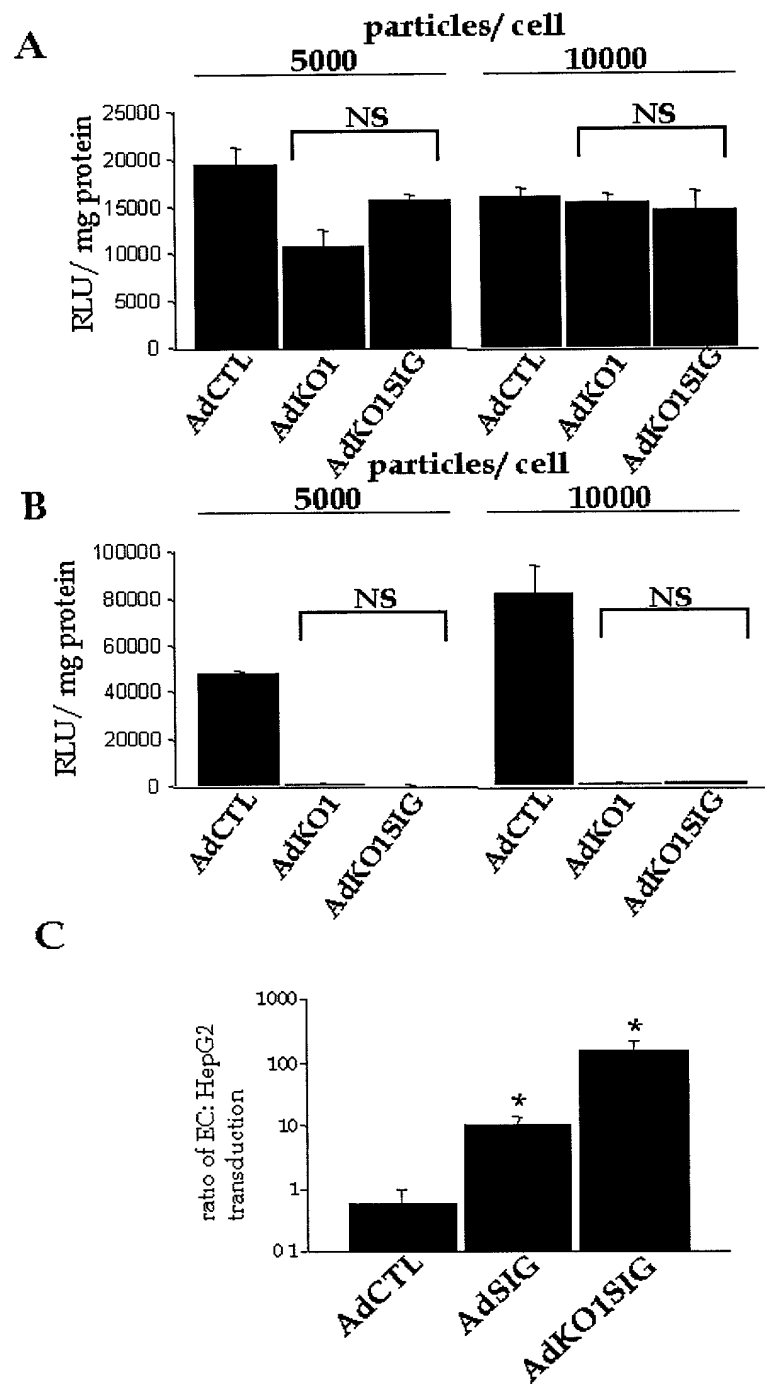 A
particles/ cell
5000
10000
RLU/ mg protein
25000
20000
15000
10000
5000
0
NS
NS
AdCTL
AdKO1
AdKO1SIG
AdCTL
AdKO1
AdKO1SIG
B
particles/ cell
5000
10000
RLU/ mg protein
100000
80000
60000
40000
20000
0
NS
NS
AdCTL
AdKO1
AdKO1SIG
AdCTL
AdKO1
AdKO1SIG
C
ratio of EC: HepG2
transduction
1000
100
10
1
0 1
*
*
AdCTL
AdSIG
AdKO1SIG